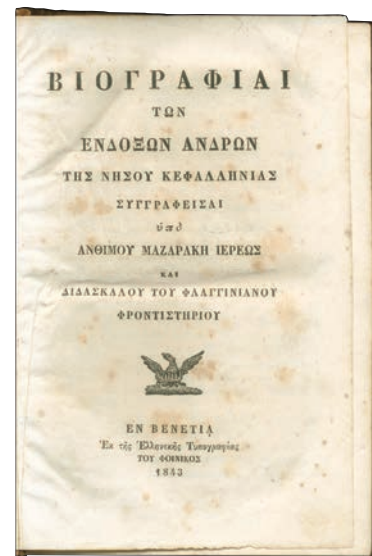 ΒΙΟΓΡΑΦΙΑΙ
ΤΩΝ
ΕΝΔΟΞΩΝ ΑΝΔΡΩΝ
ΤΗΣ ΝΗΣΟΥ ΚΕΦΑΛΛΗΝΙΑΣ
ΣΥΓΓΡΑΦΕΙΣΑΙ
ὑπὸ
ΑΝΘΙΜΟΥ ΜΑΖΑΡΑΚΗ ΙΕΡΕΩΣ
ΚΑΙ
ΔΙΔΑΣΚΑΛΟΥ ΤΟΥ ΦΛΑΓΓΙΝΙΑΝΟΥ
ΦΡΟΝΤΙΣΤΗΡΙΟΥ
ΕΝ ΒΕΝΕΤΙᾼ
Ἐκ τῆς Ἑλληνικῆς Τυπογραφίας
ΤΟΥ ΦΟΙΝΙΚΟΣ
1843